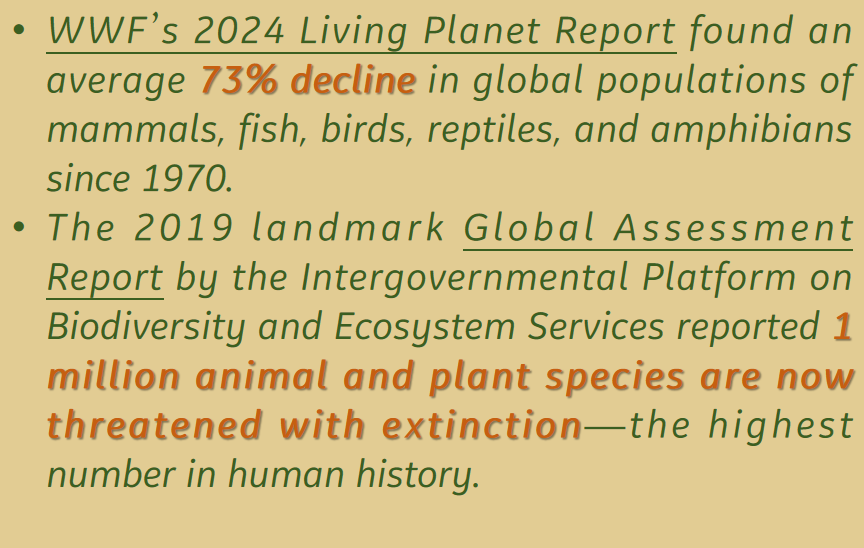 • WWF’s 2024 Living Planet Report found an
average 73% decline in global populations of
mammals, fish, birds, reptiles, and amphibians
since 1970.
• The 2019 landmark Global Assessment
Report by the Intergovernmental Platform on
Biodiversity and Ecosystem Services reported 1
million animal and plant species are now
threatened with extinction—the highest
number in human history.